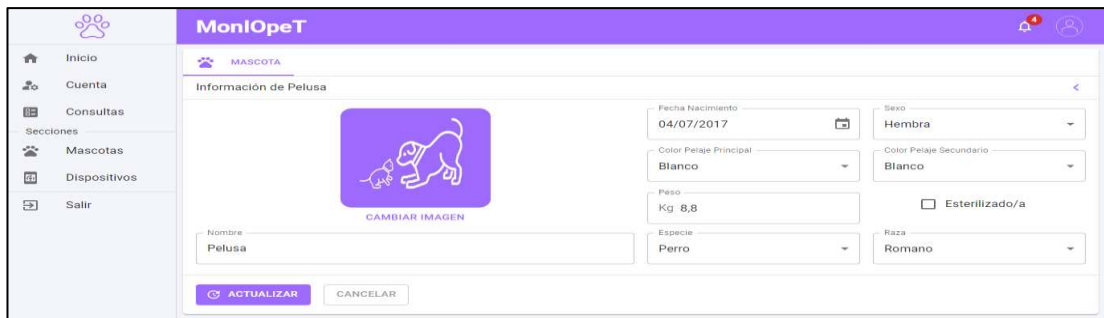 MonIOpeT
4
Inicio
Cuenta
Consultas
Secciones
Mascotas
Dispositivos
Salir
MASCOTA
Información de Pelusa
<
CAMBIAR IMAGEN
Nombre
Pelusa
Fecha Nacimiento
04/07/2017
Sexo
Hembra
Color Pelaje Principal
Blanco
Color Pelaje Secundario
Blanco
Peso
Kg 8,8
Esterilizado/a
Especie
Perro
Raza
Romano
ACTUALIZAR
CANCELAR